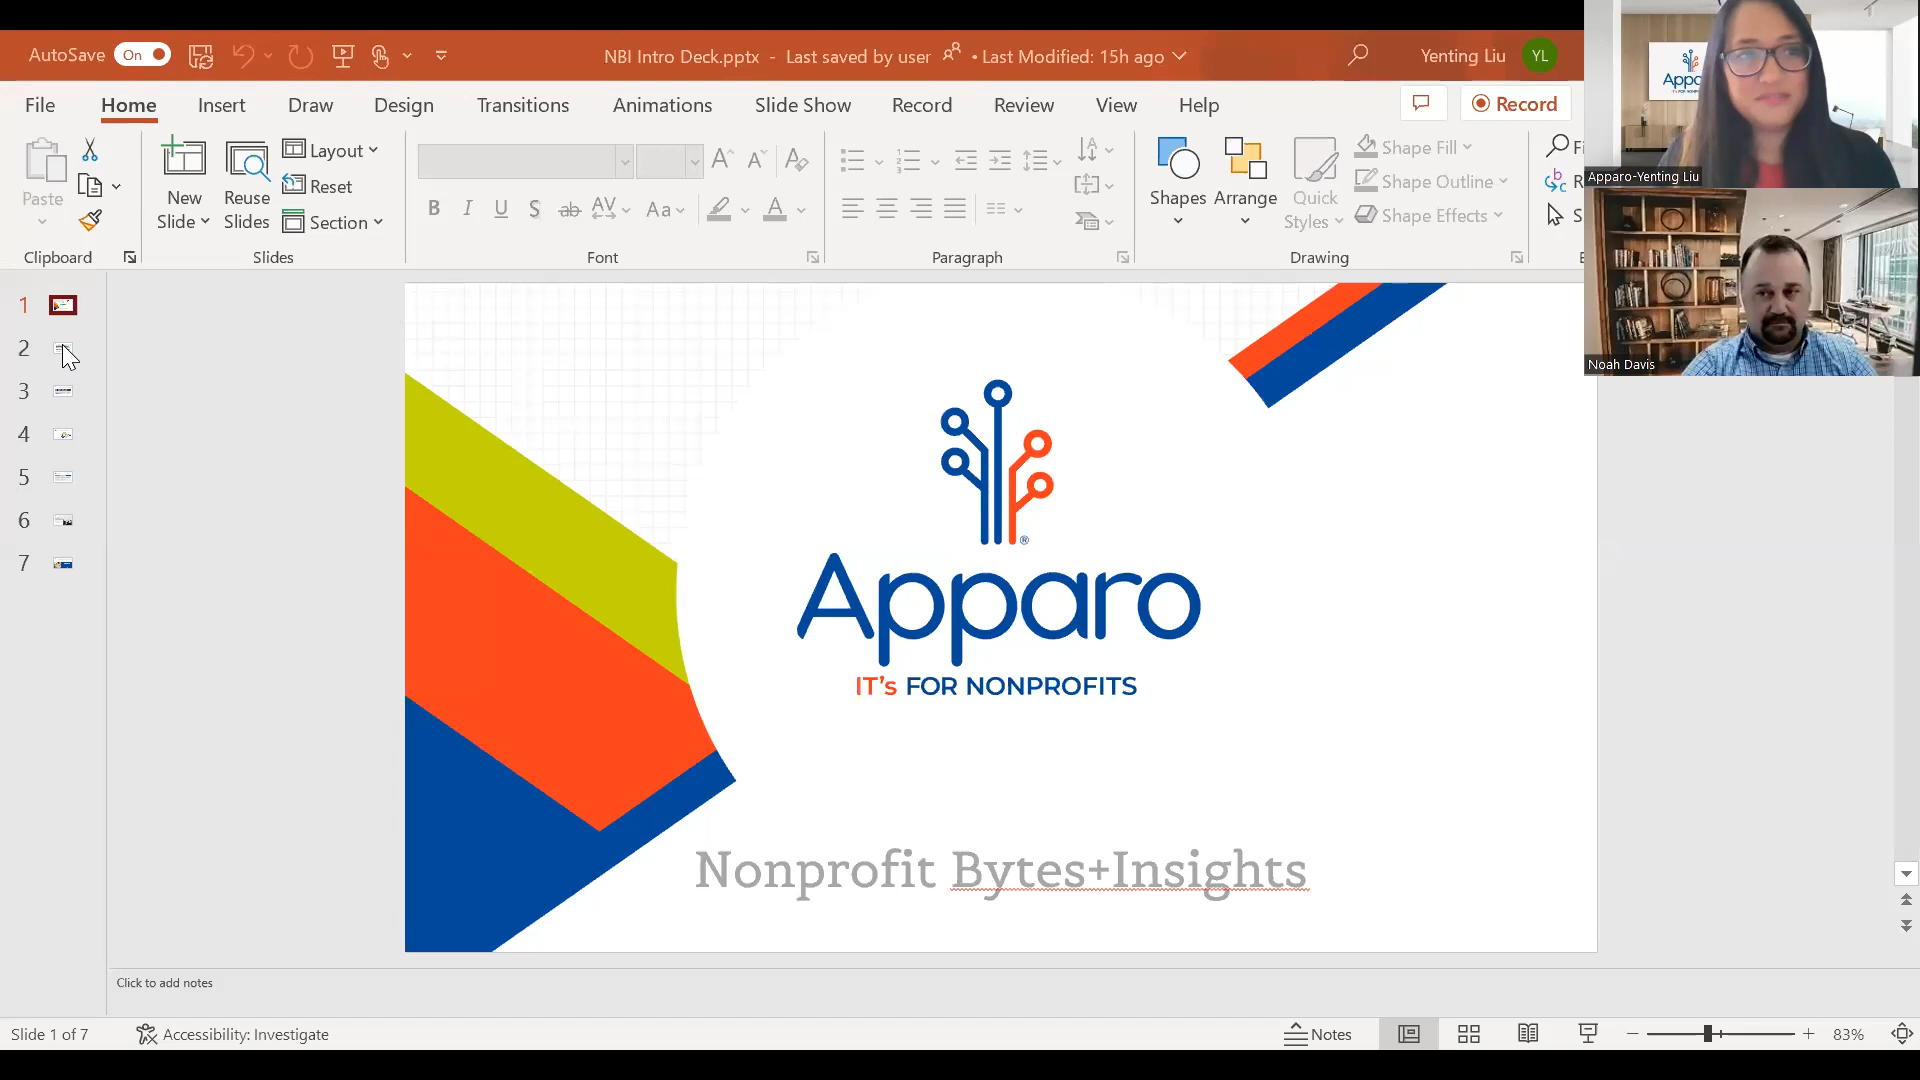 AutoSave On
NBI Intro Deck.pptx - Last saved by user • Last Modified: 15h ago
Yenting Liu YL
File Home Insert Draw Design Transitions Animations Slide Show Record Review View Help
Record
Paste
New Slide
Reuse Slides
Layout
Reset
Section
B I U S ab AV Aa A
Shapes
Arrange
Quick Styles
Shape Fill
Shape Outline
Shape Effects
Clipboard Slides Font Paragraph Drawing
Apparo-Yenting Liu
Noah Davis
1
2
3
4
5
6
7
®
Apparo
IT's FOR NONPROFITS
Nonprofit Bytes+Insights
Click to add notes
Slide 1 of 7
Accessibility: Investigate
Notes
83%